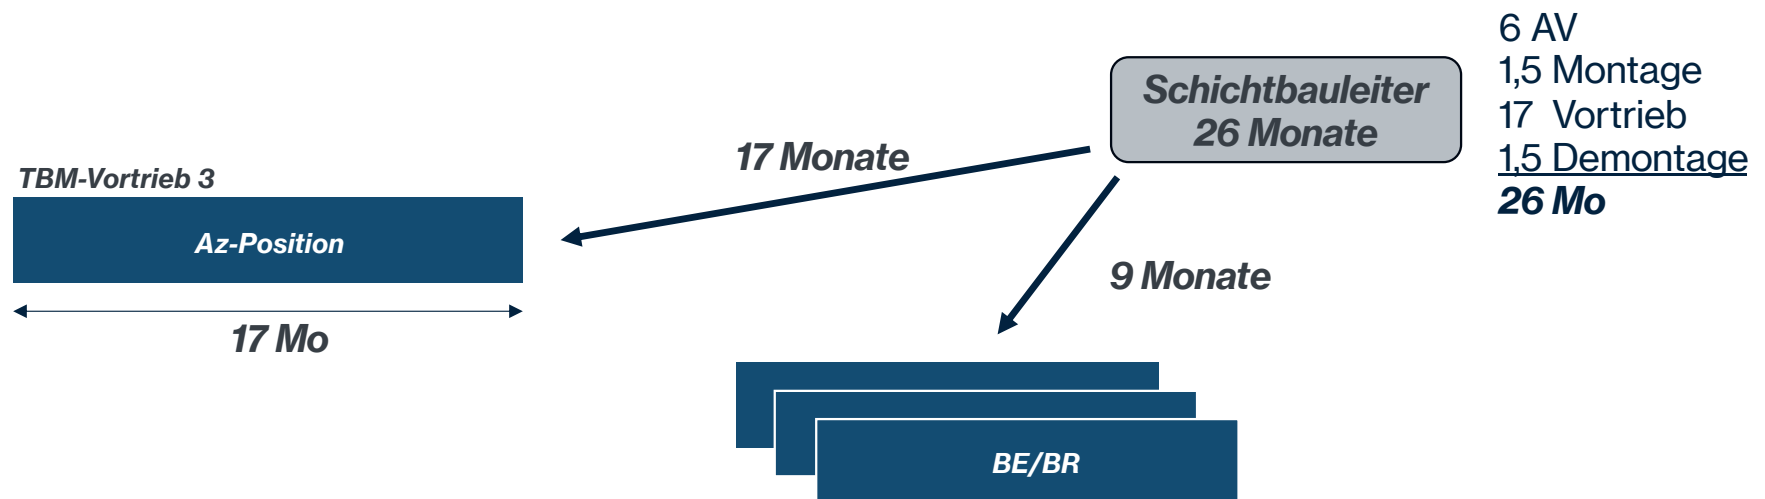 6 AV
1,5 Montage
17 Vortrieb
1,5 Demontage
26 Mo
Schichtbauleiter
26 Monate
17 Monate
TBM-Vortrieb 3
Az-Position
9 Monate
17 Mo
BE/BR